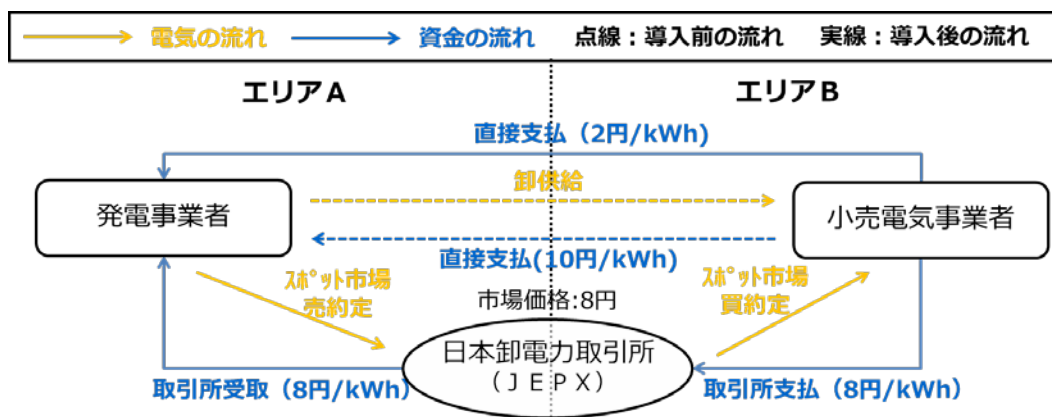 電気の流れ 資金の流れ 点線：導入前の流れ 実線：導入後の流れ
エリアA エリアB
直接支払（2円/kWh)
発電事業者
卸供給
小売電気事業者
直接支払(10円/kWh)
ｽﾎﾟｯﾄ市場
売約定
ｽﾎﾟｯﾄ市場
買約定
市場価格:8円
日本卸電力取引所
（ＪＥＰＸ）
取引所受取（8円/kWh）
取引所支払（8円/kWh）